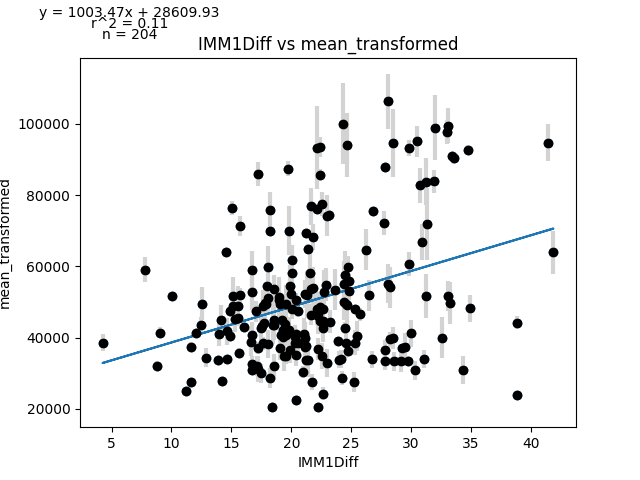 y = 1003.47x + 28609.93
r^2 = 0.11
n = 204
IMM1Diff vs mean_transformed
mean_transformed
100000
80000
60000
40000
20000
5 10 15 20 25 30 35 40
IMM1Diff